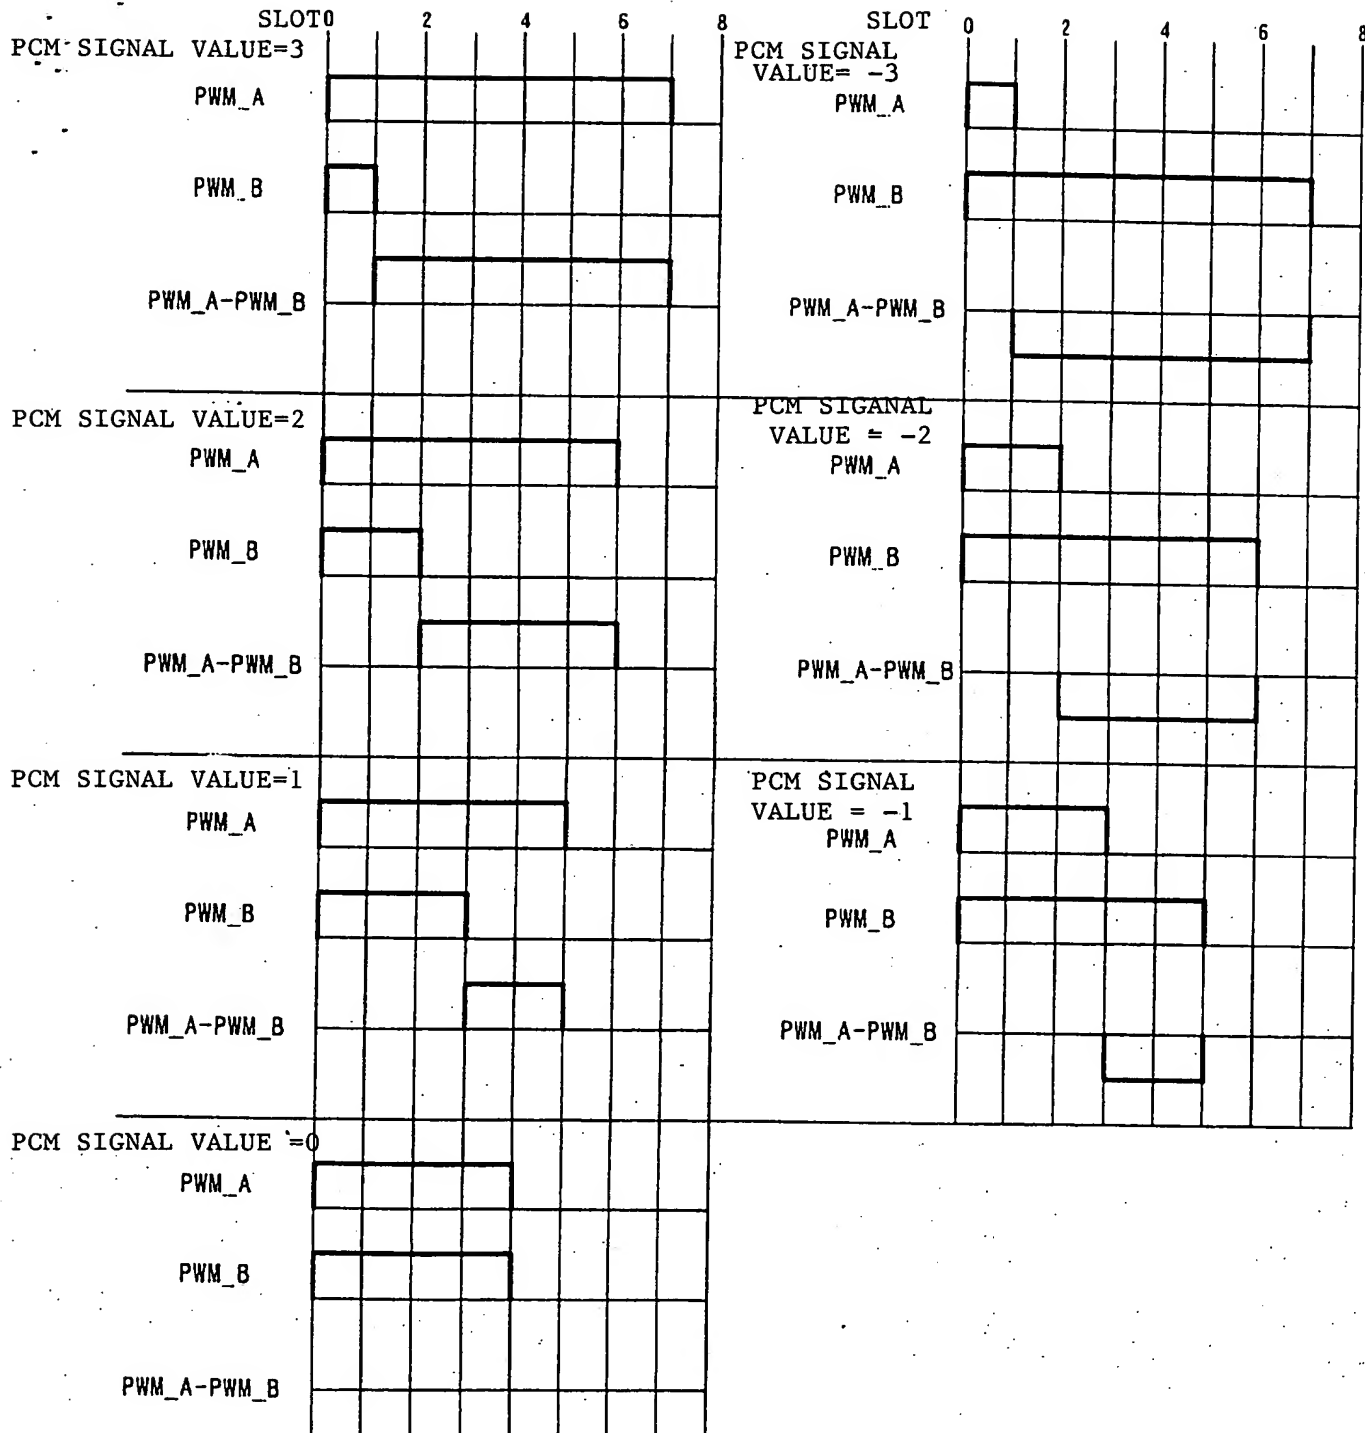 SLOT 0 2 4 6 8
PCM SIGNAL VALUE=3
PWM_A
PWM_B
PWM_A-PWM_B
PCM SIGNAL VALUE=2
PWM_A
PWM_B
PWM_A-PWM_B
PCM SIGNAL VALUE=1
PWM_A
PWM_B
PWM_A-PWM_B
PCM SIGNAL VALUE =0
PWM_A
PWM_B
PWM_A-PWM_B
SLOT 0 2 4 6 8
PCM SIGNAL
VALUE= -3
PWM_A
PWM_B
PWM_A-PWM_B
PCM SIGANAL
VALUE = -2
PWM_A
PWM_B
PWM_A-PWM_B
PCM SIGNAL
VALUE = -1
PWM_A
PWM_B
PWM_A-PWM_B